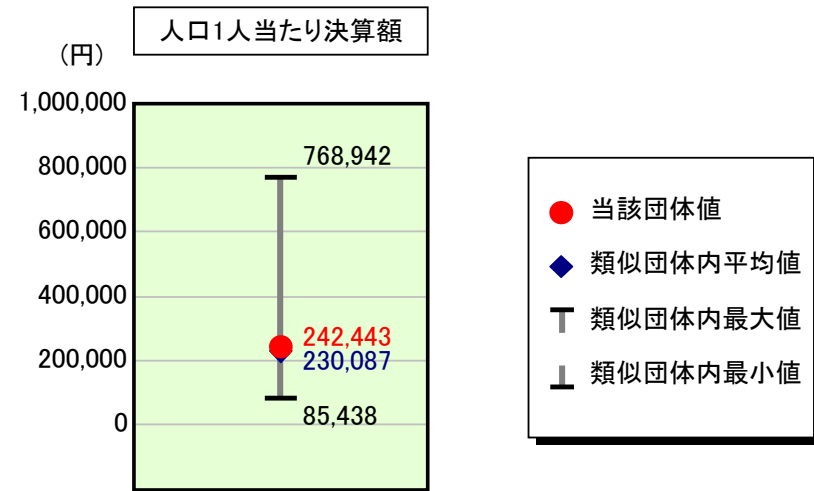 人口1人当たり決算額
（円）
1,000,000
800,000
600,000
400,000
200,000
0
768,942
242,443
230,087
85,438
当該団体値
類似団体内平均値
類似団体内最大値
類似団体内最小値